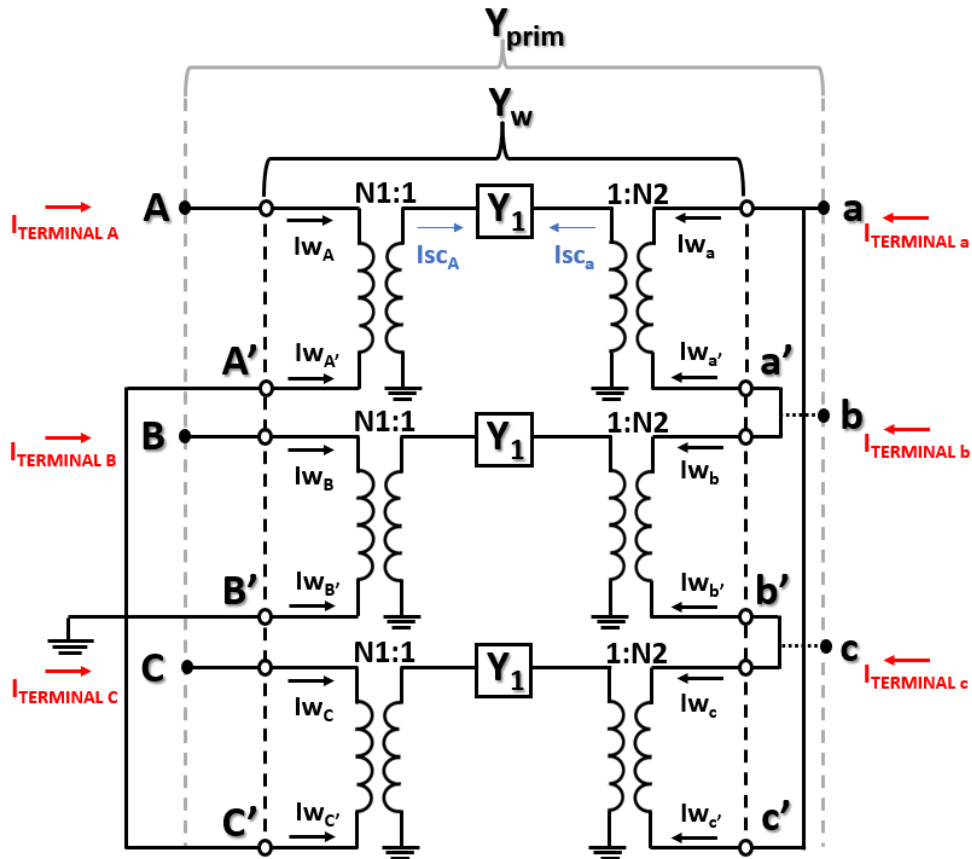 Yprim
Yw
N1:1 Y1 1:N2
A a
ITERMINAL A ITERMINAL a
IwA IscA Isca Iwa
IwA' Iwa'
A' a'
N1:1 Y1 1:N2
B b
ITERMINAL B ITERMINAL b
IwB Iwb
IwB' Iwb'
B' b'
N1:1 Y1 1:N2
C c
ITERMINAL C ITERMINAL c
IwC Iwc
IwC' Iwc'
C' c'